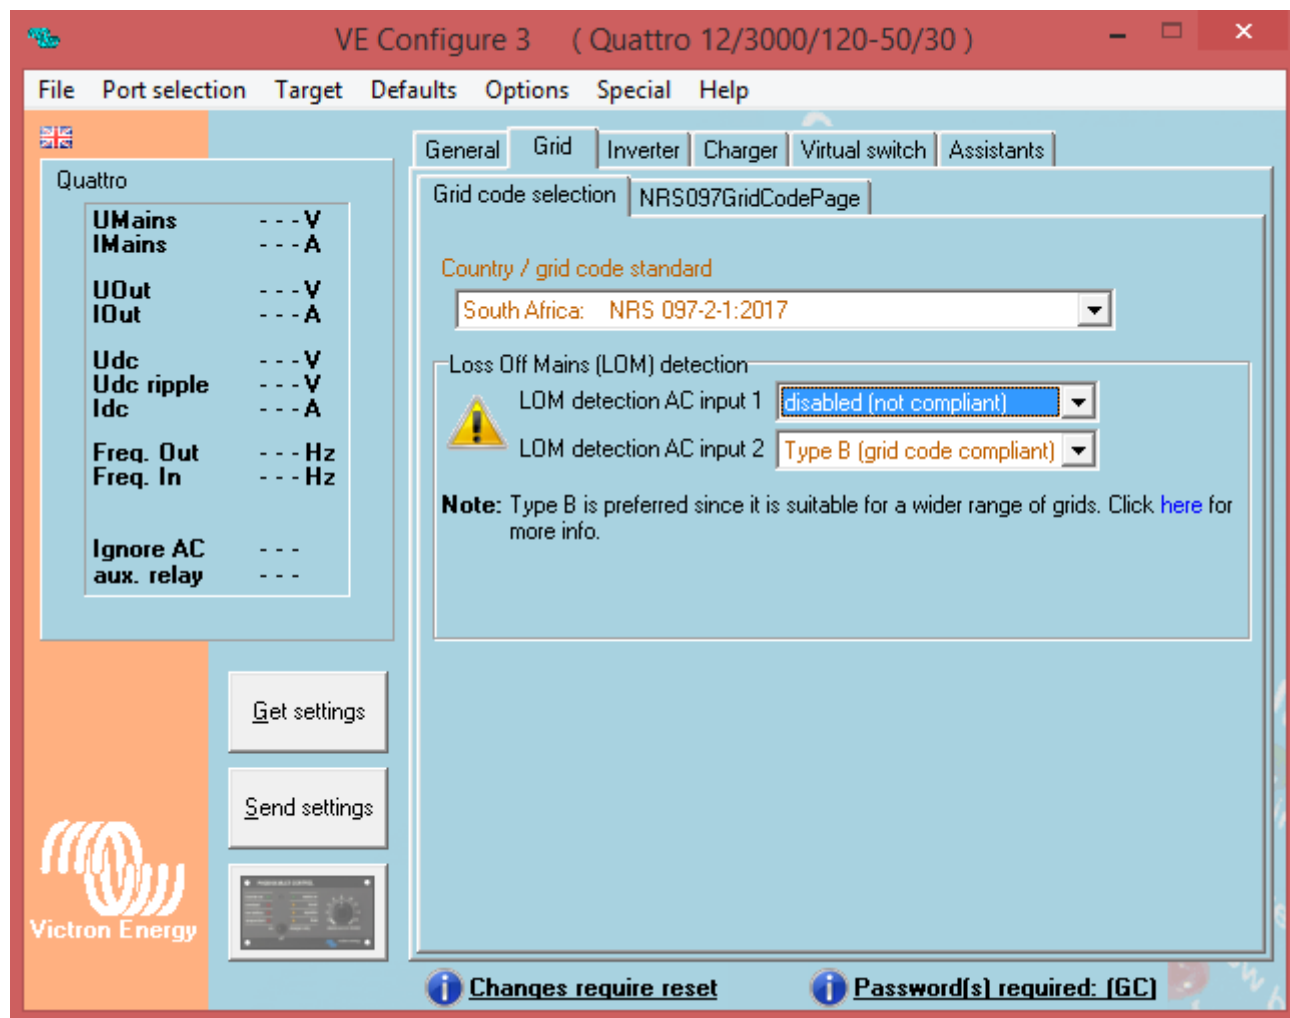 VE Configure 3 ( Quattro 12/3000/120-50/30 )
File Port selection Target Defaults Options Special Help
General Grid Inverter Charger Virtual switch Assistants
Grid code selection NRS097GridCodePage
Quattro
UMains - - - V
IMains - - - A
UOut - - - V
IOut - - - A
Udc - - - V
Udc ripple - - - V
Idc - - - A
Freq. Out - - - Hz
Freq. In - - - Hz
Ignore AC - - -
aux. relay - - -
Country / grid code standard
South Africa: NRS 097-2-1:2017
Loss Off Mains (LOM) detection
LOM detection AC input 1 disabled (not compliant)
LOM detection AC input 2 Type B (grid code compliant)
Note: Type B is preferred since it is suitable for a wider range of grids. Click here for
more info.
Get settings
Send settings
Victron Energy
Changes require reset
Password(s) required: (GC)